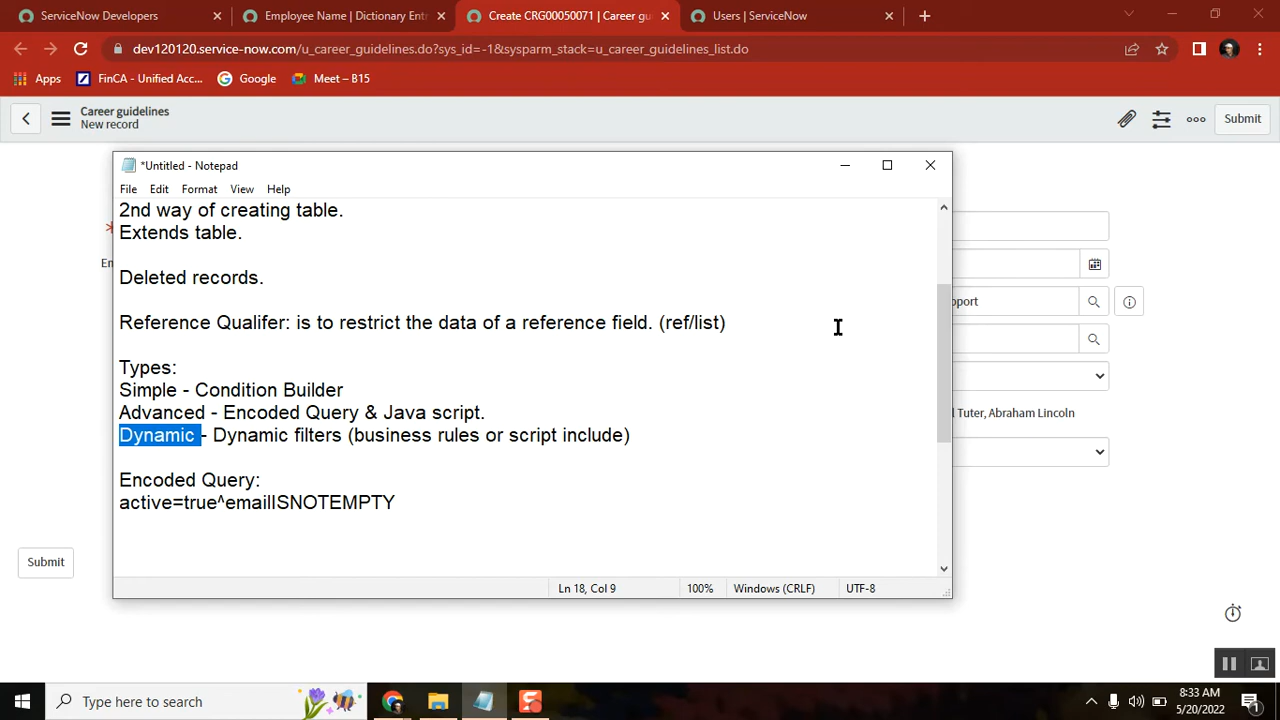 ServiceNow Developers
Employee Name | Dictionary Entr
Create CRG00050071 | Career gu
Users | ServiceNow
dev120120.service-now.com/u_career_guidelines.do?sys_id=-1&sysparm_stack=u_career_guidelines_list.do
Apps
FinCA - Unified Acc...
Google
Meet – B15
Career guidelines
New record
Submit
*Untitled - Notepad
File Edit Format View Help
2nd way of creating table.
Extends table.
Deleted records.
Reference Qualifer: is to restrict the data of a reference field. (ref/list)
Types:
Simple - Condition Builder
Advanced - Encoded Query & Java script.
Dynamic - Dynamic filters (business rules or script include)
Encoded Query:
active=true^emailISNOTEMPTY
Ln 18, Col 9
100%
Windows (CRLF)
UTF-8
En
pport
l Tuter, Abraham Lincoln
Submit
Type here to search
8:33 AM
5/20/2022
1